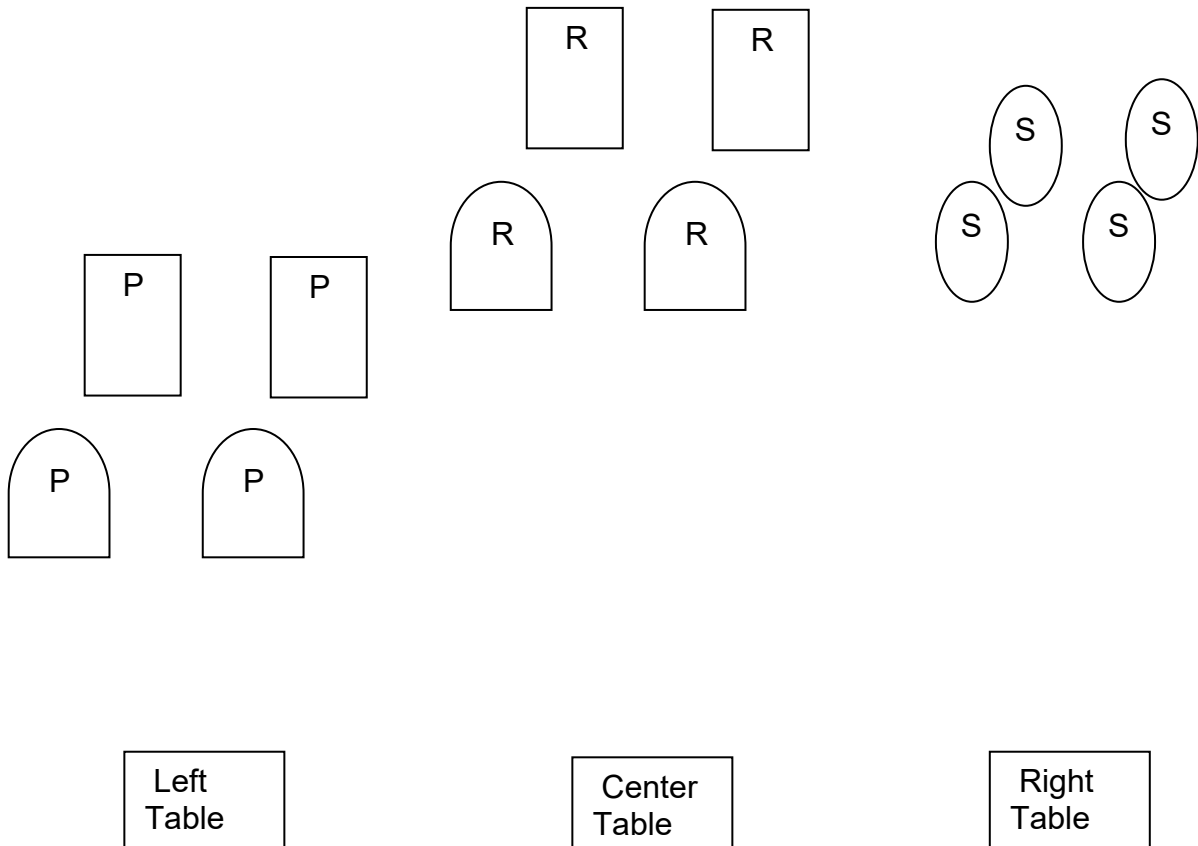 R R
S S
R R
S S
P P
P P
Left
Table
Center
Table
Right
Table